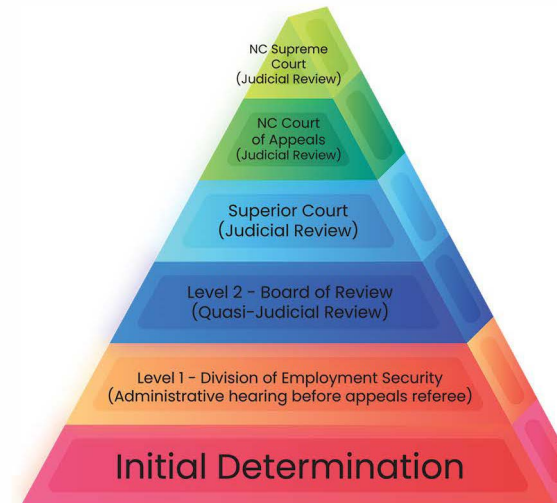 NC Supreme
Court
(Judicial Review)
NC Court
of Appeals
(Judicial Review)
Superior Court
(Judicial Review)
Level 2 - Board of Review
(Quasi-Judicial Review)
Level 1 - Division of Employment Security
(Administrative hearing before appeals referee)
Initial Determination